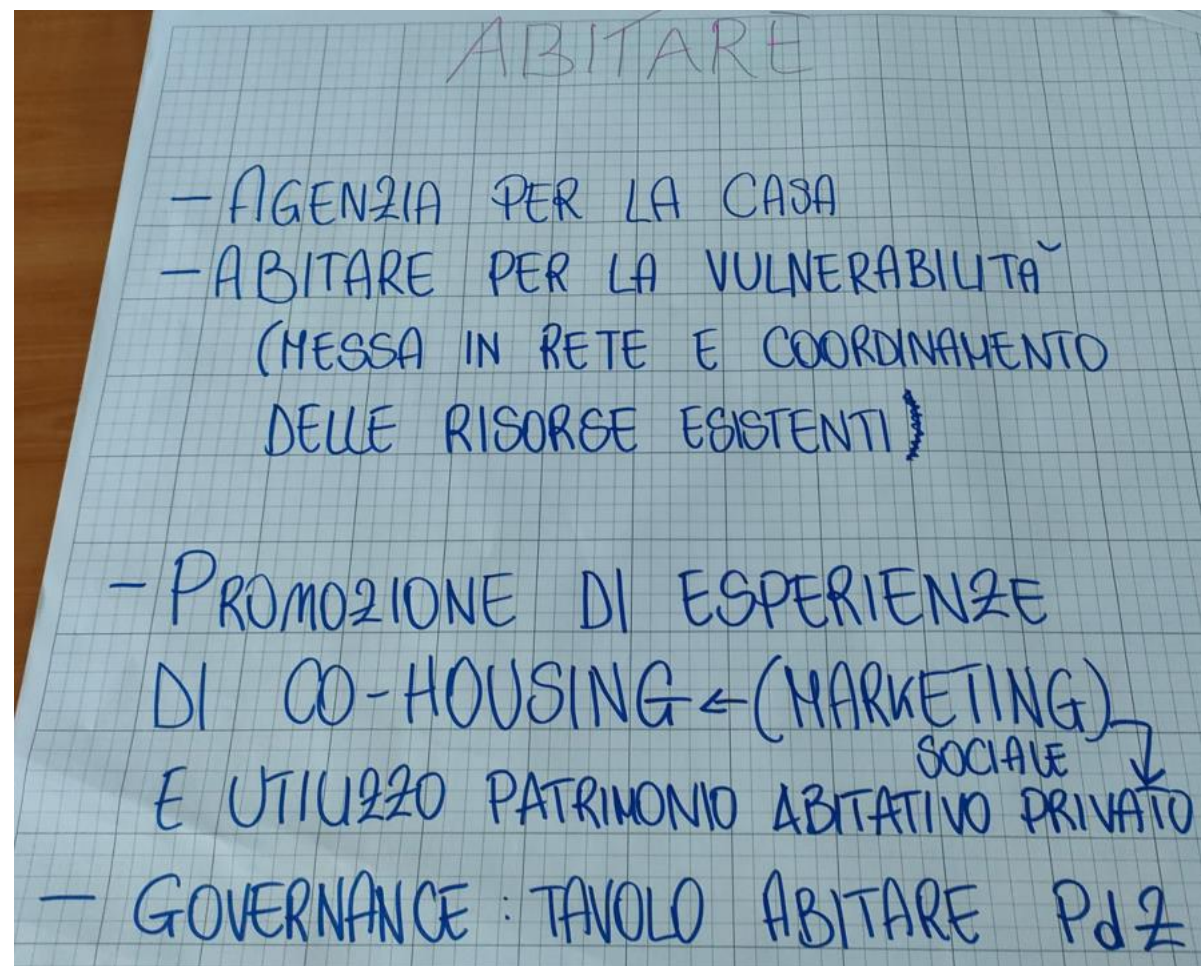 ABITARE
- AGENZIA PER LA CASA
- ABITARE PER LA VULNERABILITÀ
(MESSA IN RETE E COORDINAMENTO
DELLE RISORSE ESISTENTI)
- PROMOZIONE DI ESPERIENZE
DI CO-HOUSING ← (MARKETING)
SOCIALE
E UTILIZZO PATRIMONIO ABITATIVO PRIVATO
- GOVERNANCE: TAVOLO ABITARE PdZ